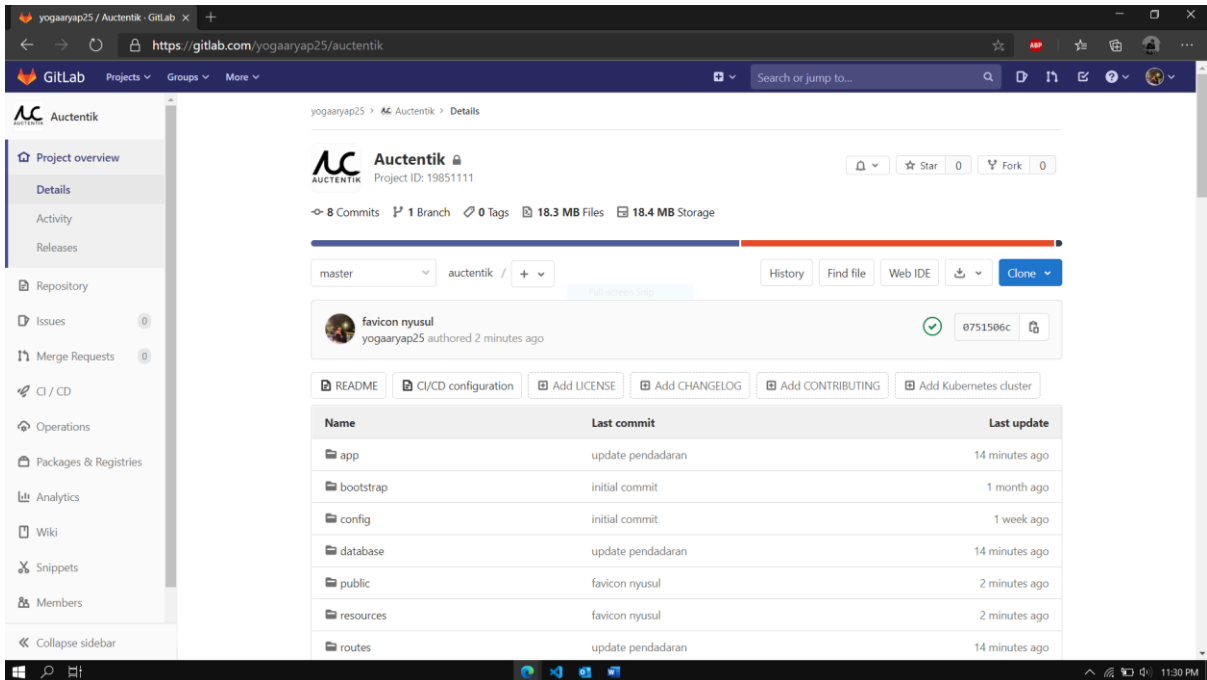 yogaaryap25 / Auctentik · GitLab
https://gitlab.com/yogaaryap25/auctentik
ABP
GitLab Projects Groups More Search or jump to...
AC AUCTENTIK Auctentik
Project overview
Details
Activity
Releases
Repository
Issues 0
Merge Requests 0
CI / CD
Operations
Packages & Registries
Analytics
Wiki
Snippets
Members
Collapse sidebar
yogaaryap25 > Auctentik > Details
AC AUCTENTIK
Auctentik
Project ID: 19851111
Star 0 Fork 0
8 Commits 1 Branch 0 Tags 18.3 MB Files 18.4 MB Storage
master auctentik / + History Find file Web IDE Clone
Full-screen Snip
favicon nyusul
yogaaryap25 authored 2 minutes ago
0751506c
README CI/CD configuration Add LICENSE Add CHANGELOG Add CONTRIBUTING Add Kubernetes cluster
Name Last commit Last update
app update pendadaran 14 minutes ago
bootstrap initial commit 1 month ago
config initial commit 1 week ago
database update pendadaran 14 minutes ago
public favicon nyusul 2 minutes ago
resources favicon nyusul 2 minutes ago
routes update pendadaran 14 minutes ago
11:30 PM